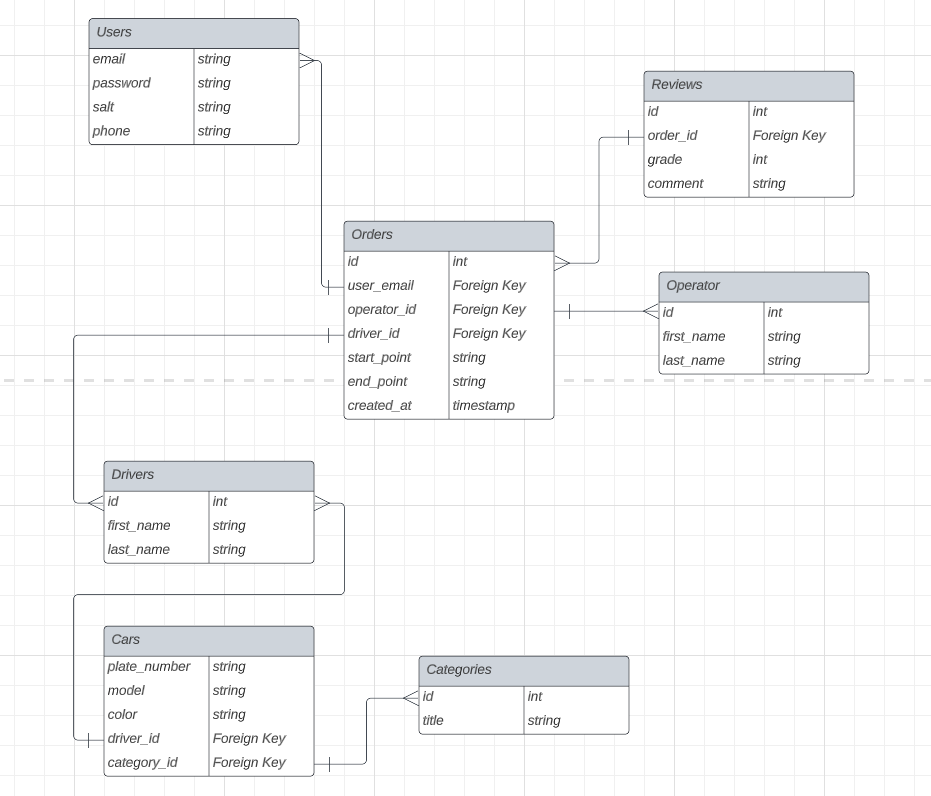 Users
email string
password string
salt string
phone string
Reviews
id int
order_id Foreign Key
grade int
comment string
Orders
id int
user_email Foreign Key
operator_id Foreign Key
driver_id Foreign Key
start_point string
end_point string
created_at timestamp
Operator
id int
first_name string
last_name string
Drivers
id int
first_name string
last_name string
Cars
plate_number string
model string
color string
driver_id Foreign Key
category_id Foreign Key
Categories
id int
title string